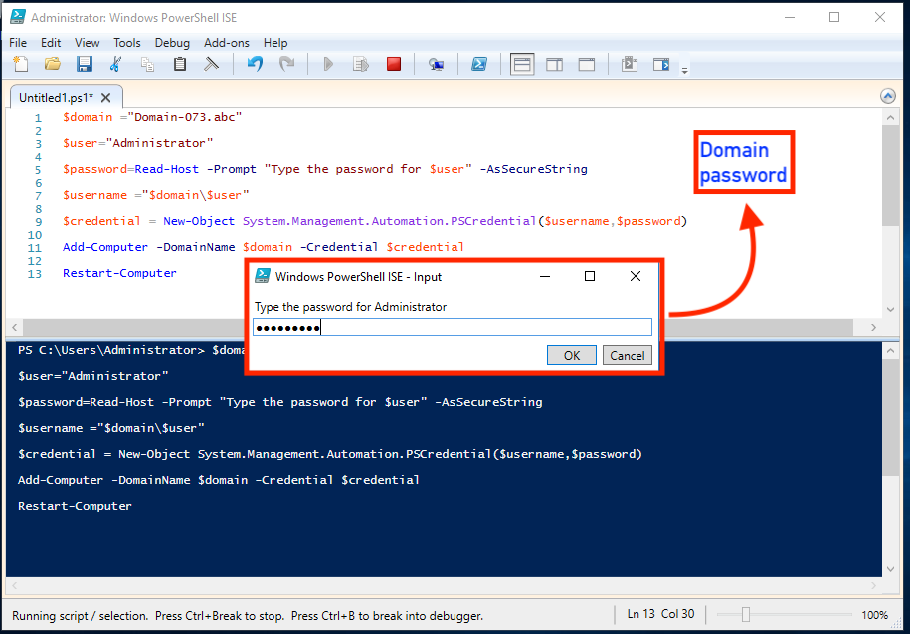 Administrator: Windows PowerShell ISE
File Edit View Tools Debug Add-ons Help
Untitled1.ps1*
1 $domain ="Domain-073.abc"
2
3 $user="Administrator"
4
5 $password=Read-Host -Prompt "Type the password for $user" -AsSecureString
6
7 $username ="$domain\$user"
8
9 $credential = New-Object System.Management.Automation.PSCredential($username,$password)
10
11 Add-Computer -DomainName $domain -Credential $credential
12
13 Restart-Computer
Domain
password
Windows PowerShell ISE - Input
Type the password for Administrator
●●●●●●●●●
OK Cancel
PS C:\Users\Administrator> $doma
$user="Administrator"
$password=Read-Host -Prompt "Type the password for $user" -AsSecureString
$username ="$domain\$user"
$credential = New-Object System.Management.Automation.PSCredential($username,$password)
Add-Computer -DomainName $domain -Credential $credential
Restart-Computer
Running script / selection. Press Ctrl+Break to stop. Press Ctrl+B to break into debugger. Ln 13 Col 30 100%